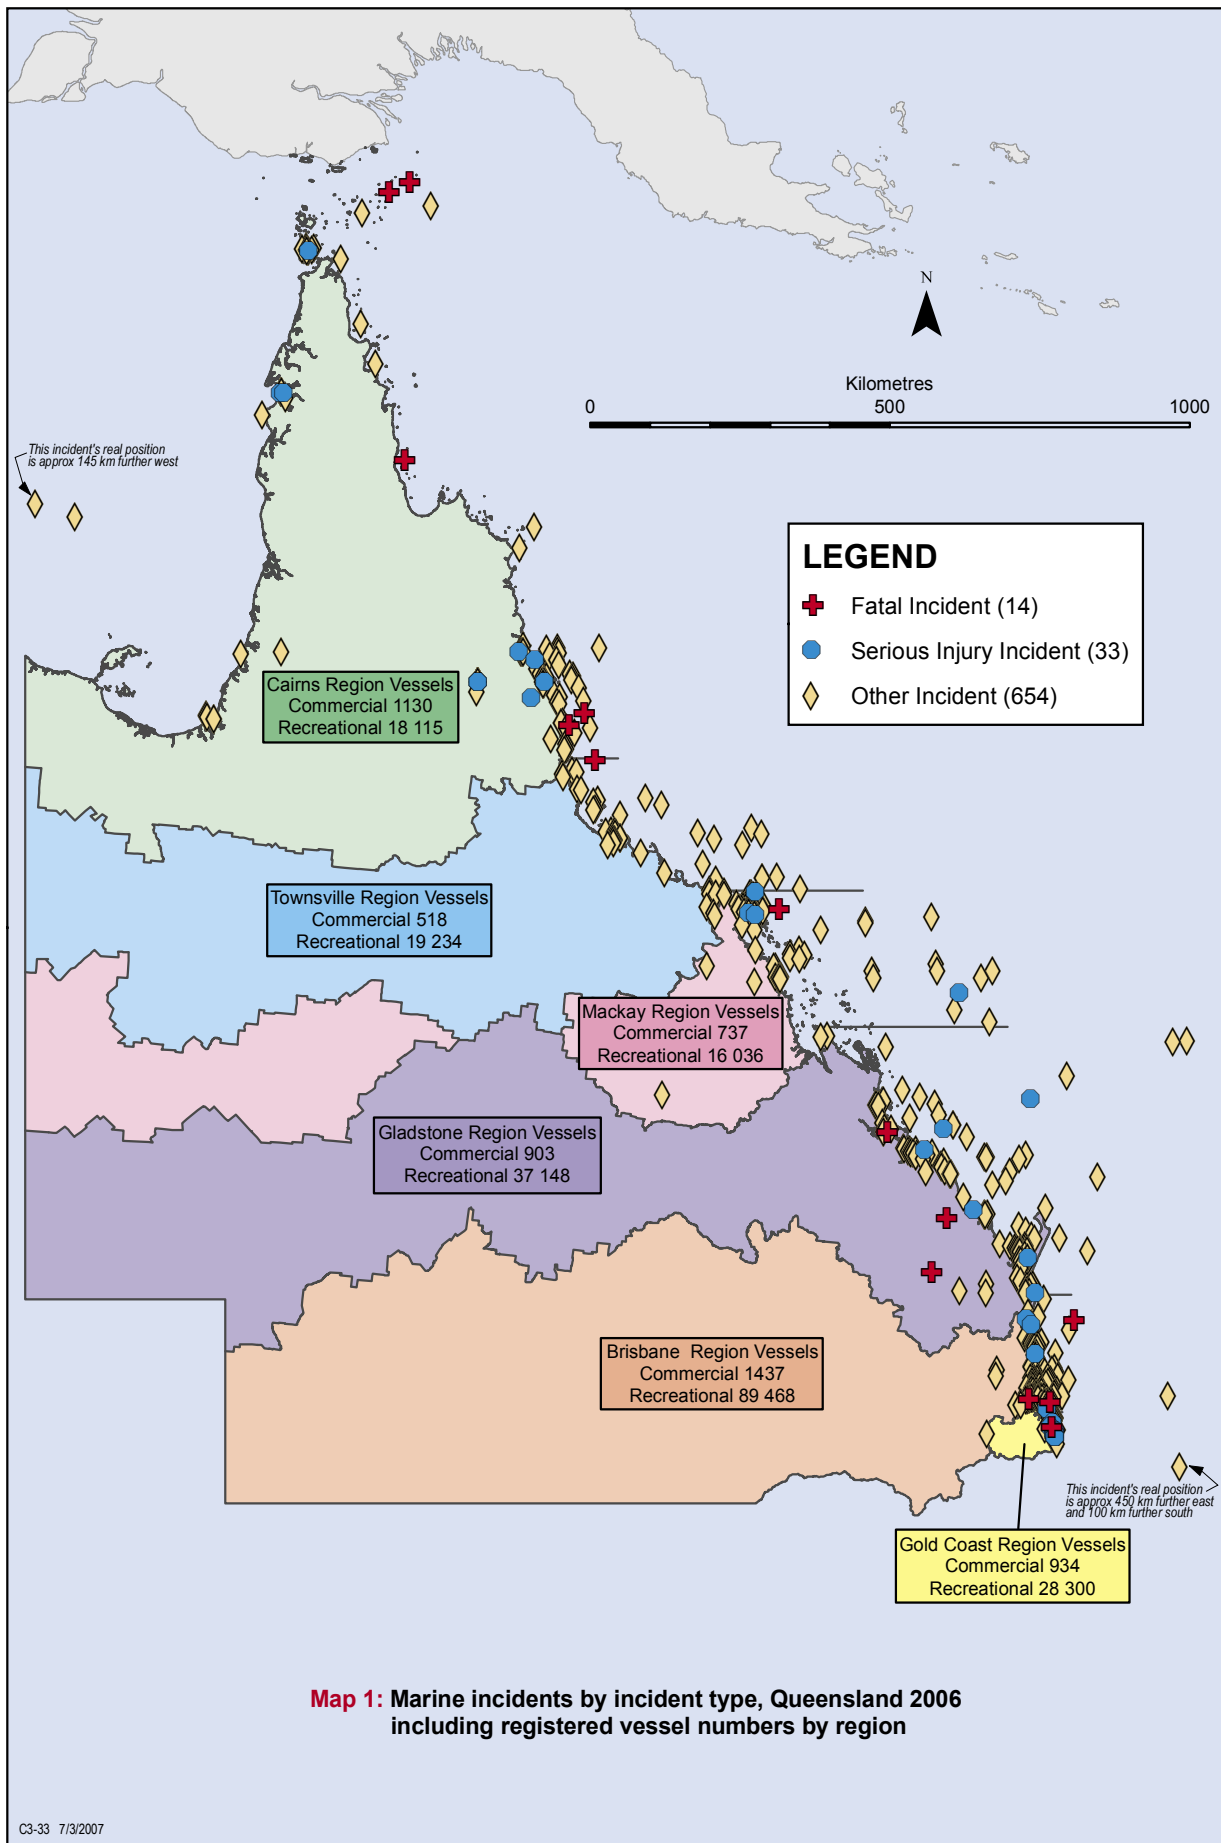 N
Kilometres
0 500 1000
This incident's real position
is approx 145 km further west
LEGEND
Fatal Incident (14)
Serious Injury Incident (33)
Other Incident (654)
Cairns Region Vessels
Commercial 1130
Recreational 18 115
Townsville Region Vessels
Commercial 518
Recreational 19 234
Mackay Region Vessels
Commercial 737
Recreational 16 036
Gladstone Region Vessels
Commercial 903
Recreational 37 148
Brisbane Region Vessels
Commercial 1437
Recreational 89 468
This incident's real position
is approx 450 km further east
and 100 km further south
Gold Coast Region Vessels
Commercial 934
Recreational 28 300
Map 1: Marine incidents by incident type, Queensland 2006
including registered vessel numbers by region
C3-33 7/3/2007